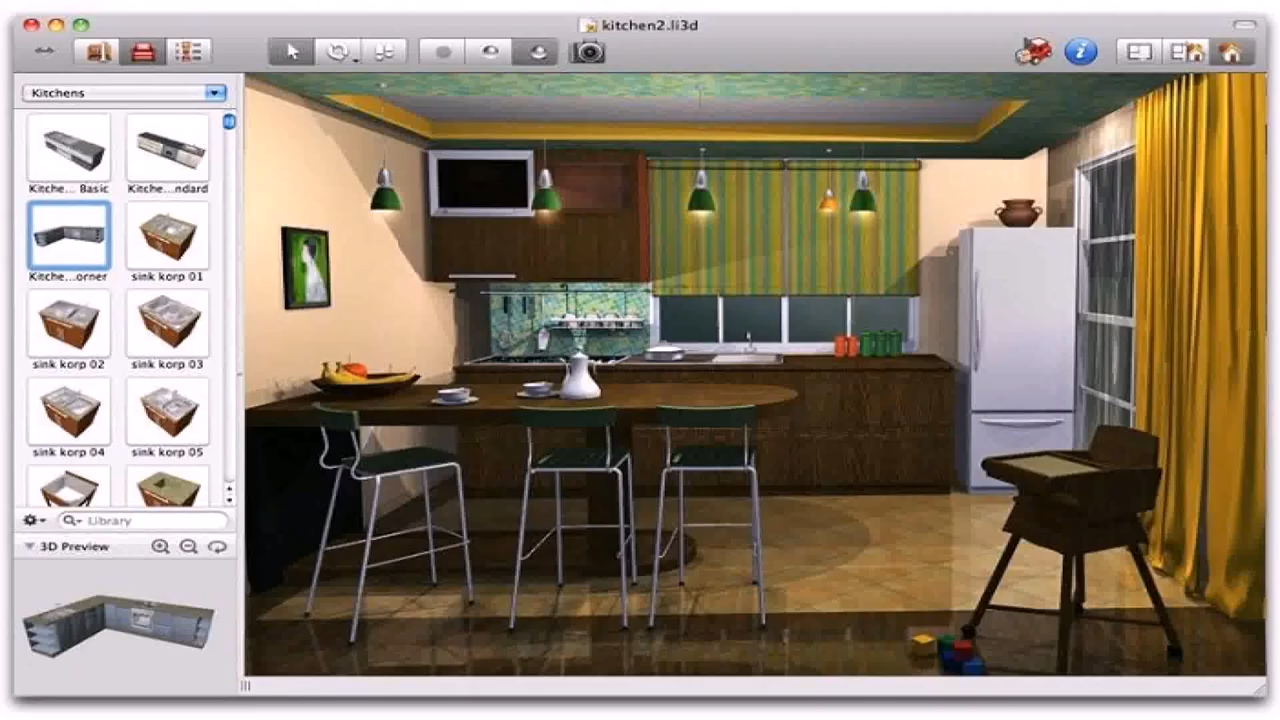 kitchen2.li3d
Kitchens
Kitche... Basic
Kitche...ndard
Kitche...orner
sink korp 01
sink korp 02
sink korp 03
sink korp 04
sink korp 05
Library
3D Preview